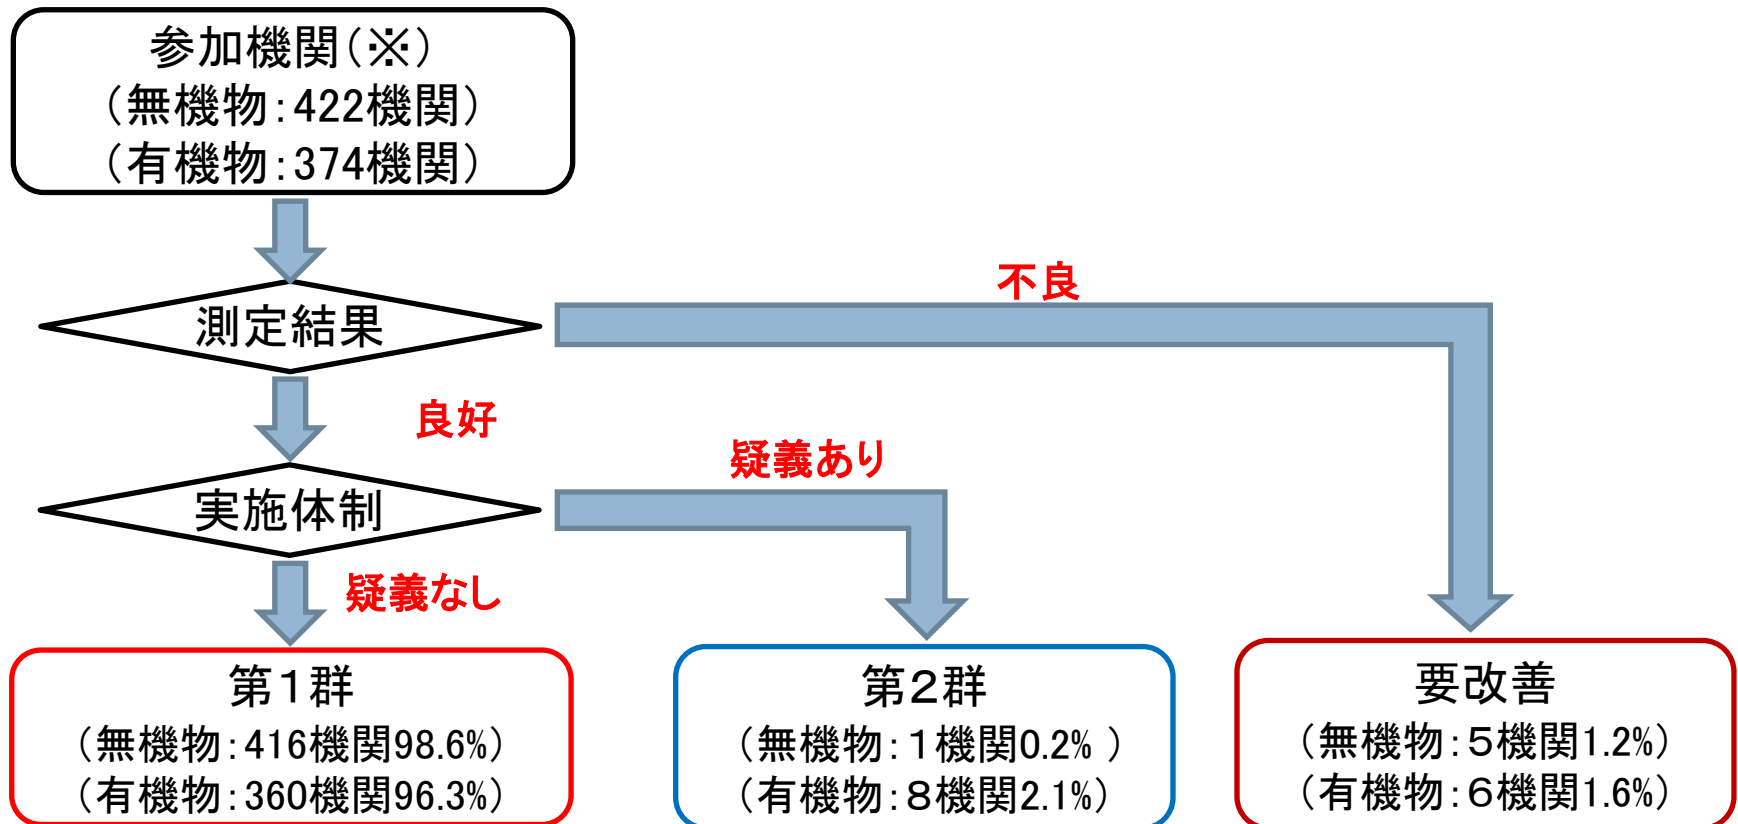 参加機関(※)
(無機物:422機関)
(有機物:374機関)
測定結果
不良
良好
疑義あり
実施体制
疑義なし
第1群
(無機物:416機関98.6%)
(有機物:360機関96.3%)
第2群
(無機物:1機関0.2% )
(有機物:8機関2.1%)
要改善
(無機物:5機関1.2%)
(有機物:6機関1.6%)